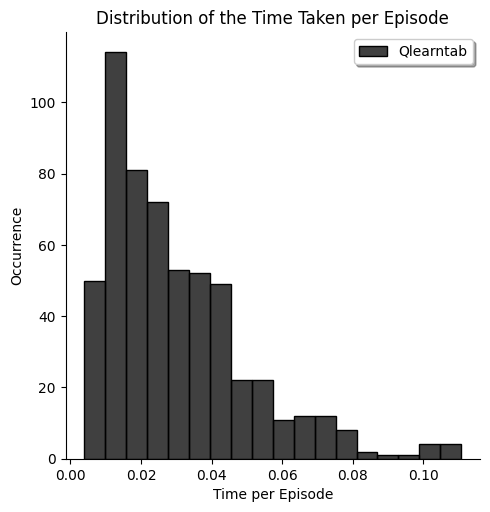 Distribution of the Time Taken per Episode
Qlearntab
Occurrence
100
80
60
40
20
0
0.00 0.02 0.04 0.06 0.08 0.10
Time per Episode